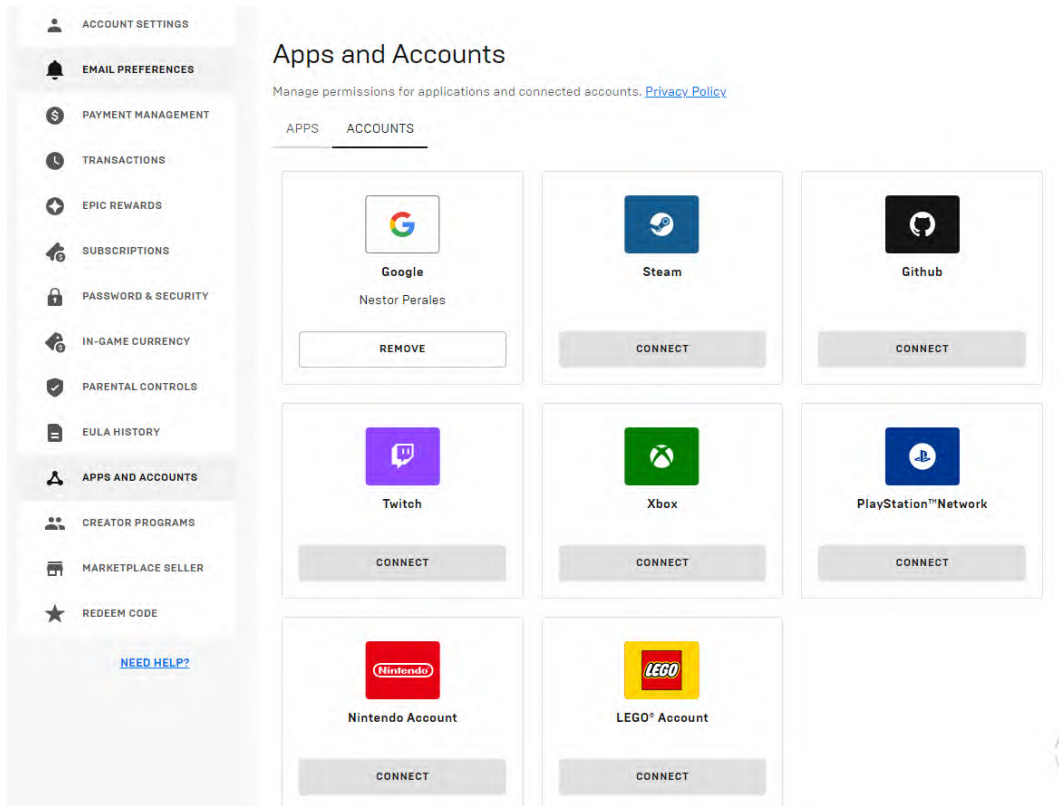 ACCOUNT SETTINGS
EMAIL PREFERENCES
PAYMENT MANAGEMENT
TRANSACTIONS
EPIC REWARDS
SUBSCRIPTIONS
PASSWORD & SECURITY
IN-GAME CURRENCY
PARENTAL CONTROLS
EULA HISTORY
APPS AND ACCOUNTS
CREATOR PROGRAMS
MARKETPLACE SELLER
REDEEM CODE
NEED HELP?
Apps and Accounts
Manage permissions for applications and connected accounts. Privacy Policy
APPS ACCOUNTS
Google
Nestor Perales
REMOVE
Steam
CONNECT
Github
CONNECT
Twitch
CONNECT
Xbox
CONNECT
PlayStation™Network
CONNECT
Nintendo
Nintendo Account
CONNECT
LEGO
LEGO® Account
CONNECT